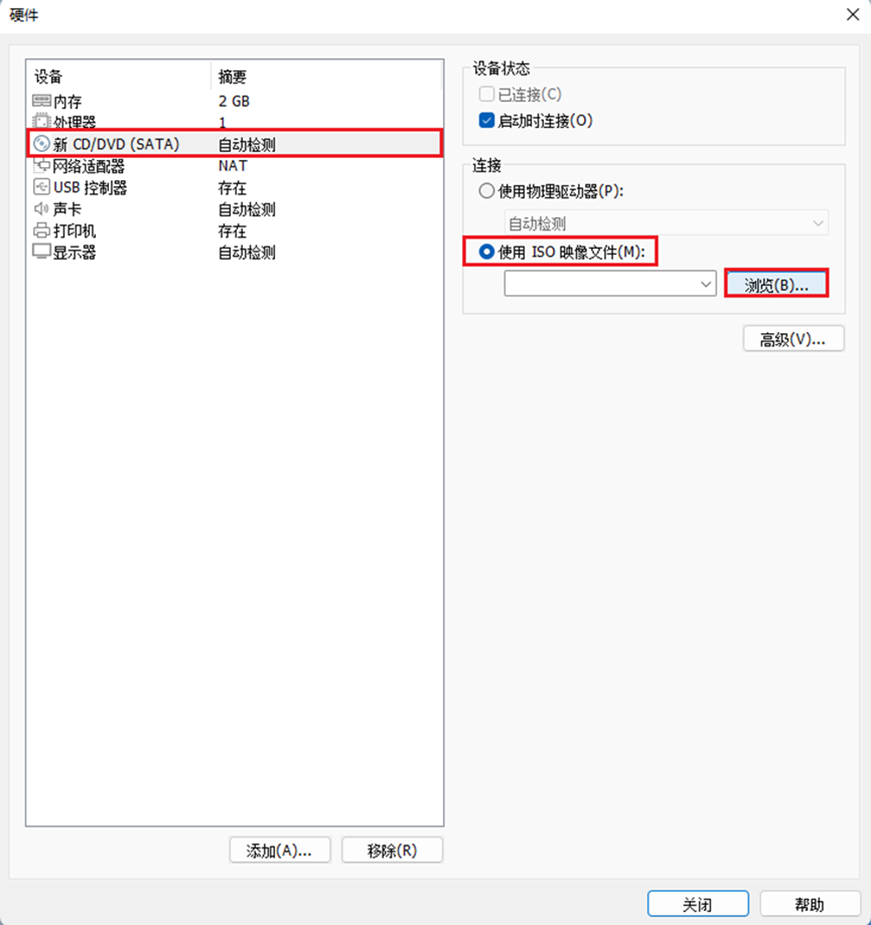 硬件
设备 摘要
内存 2 GB
处理器 1
新 CD/DVD (SATA) 自动检测
网络适配器 NAT
USB 控制器 存在
声卡 自动检测
打印机 存在
显示器 自动检测
添加(A)... 移除(R)
设备状态
已连接(C)
启动时连接(O)
连接
使用物理驱动器(P):
自动检测
使用 ISO 映像文件(M):
浏览(B)...
高级(V)...
关闭 帮助